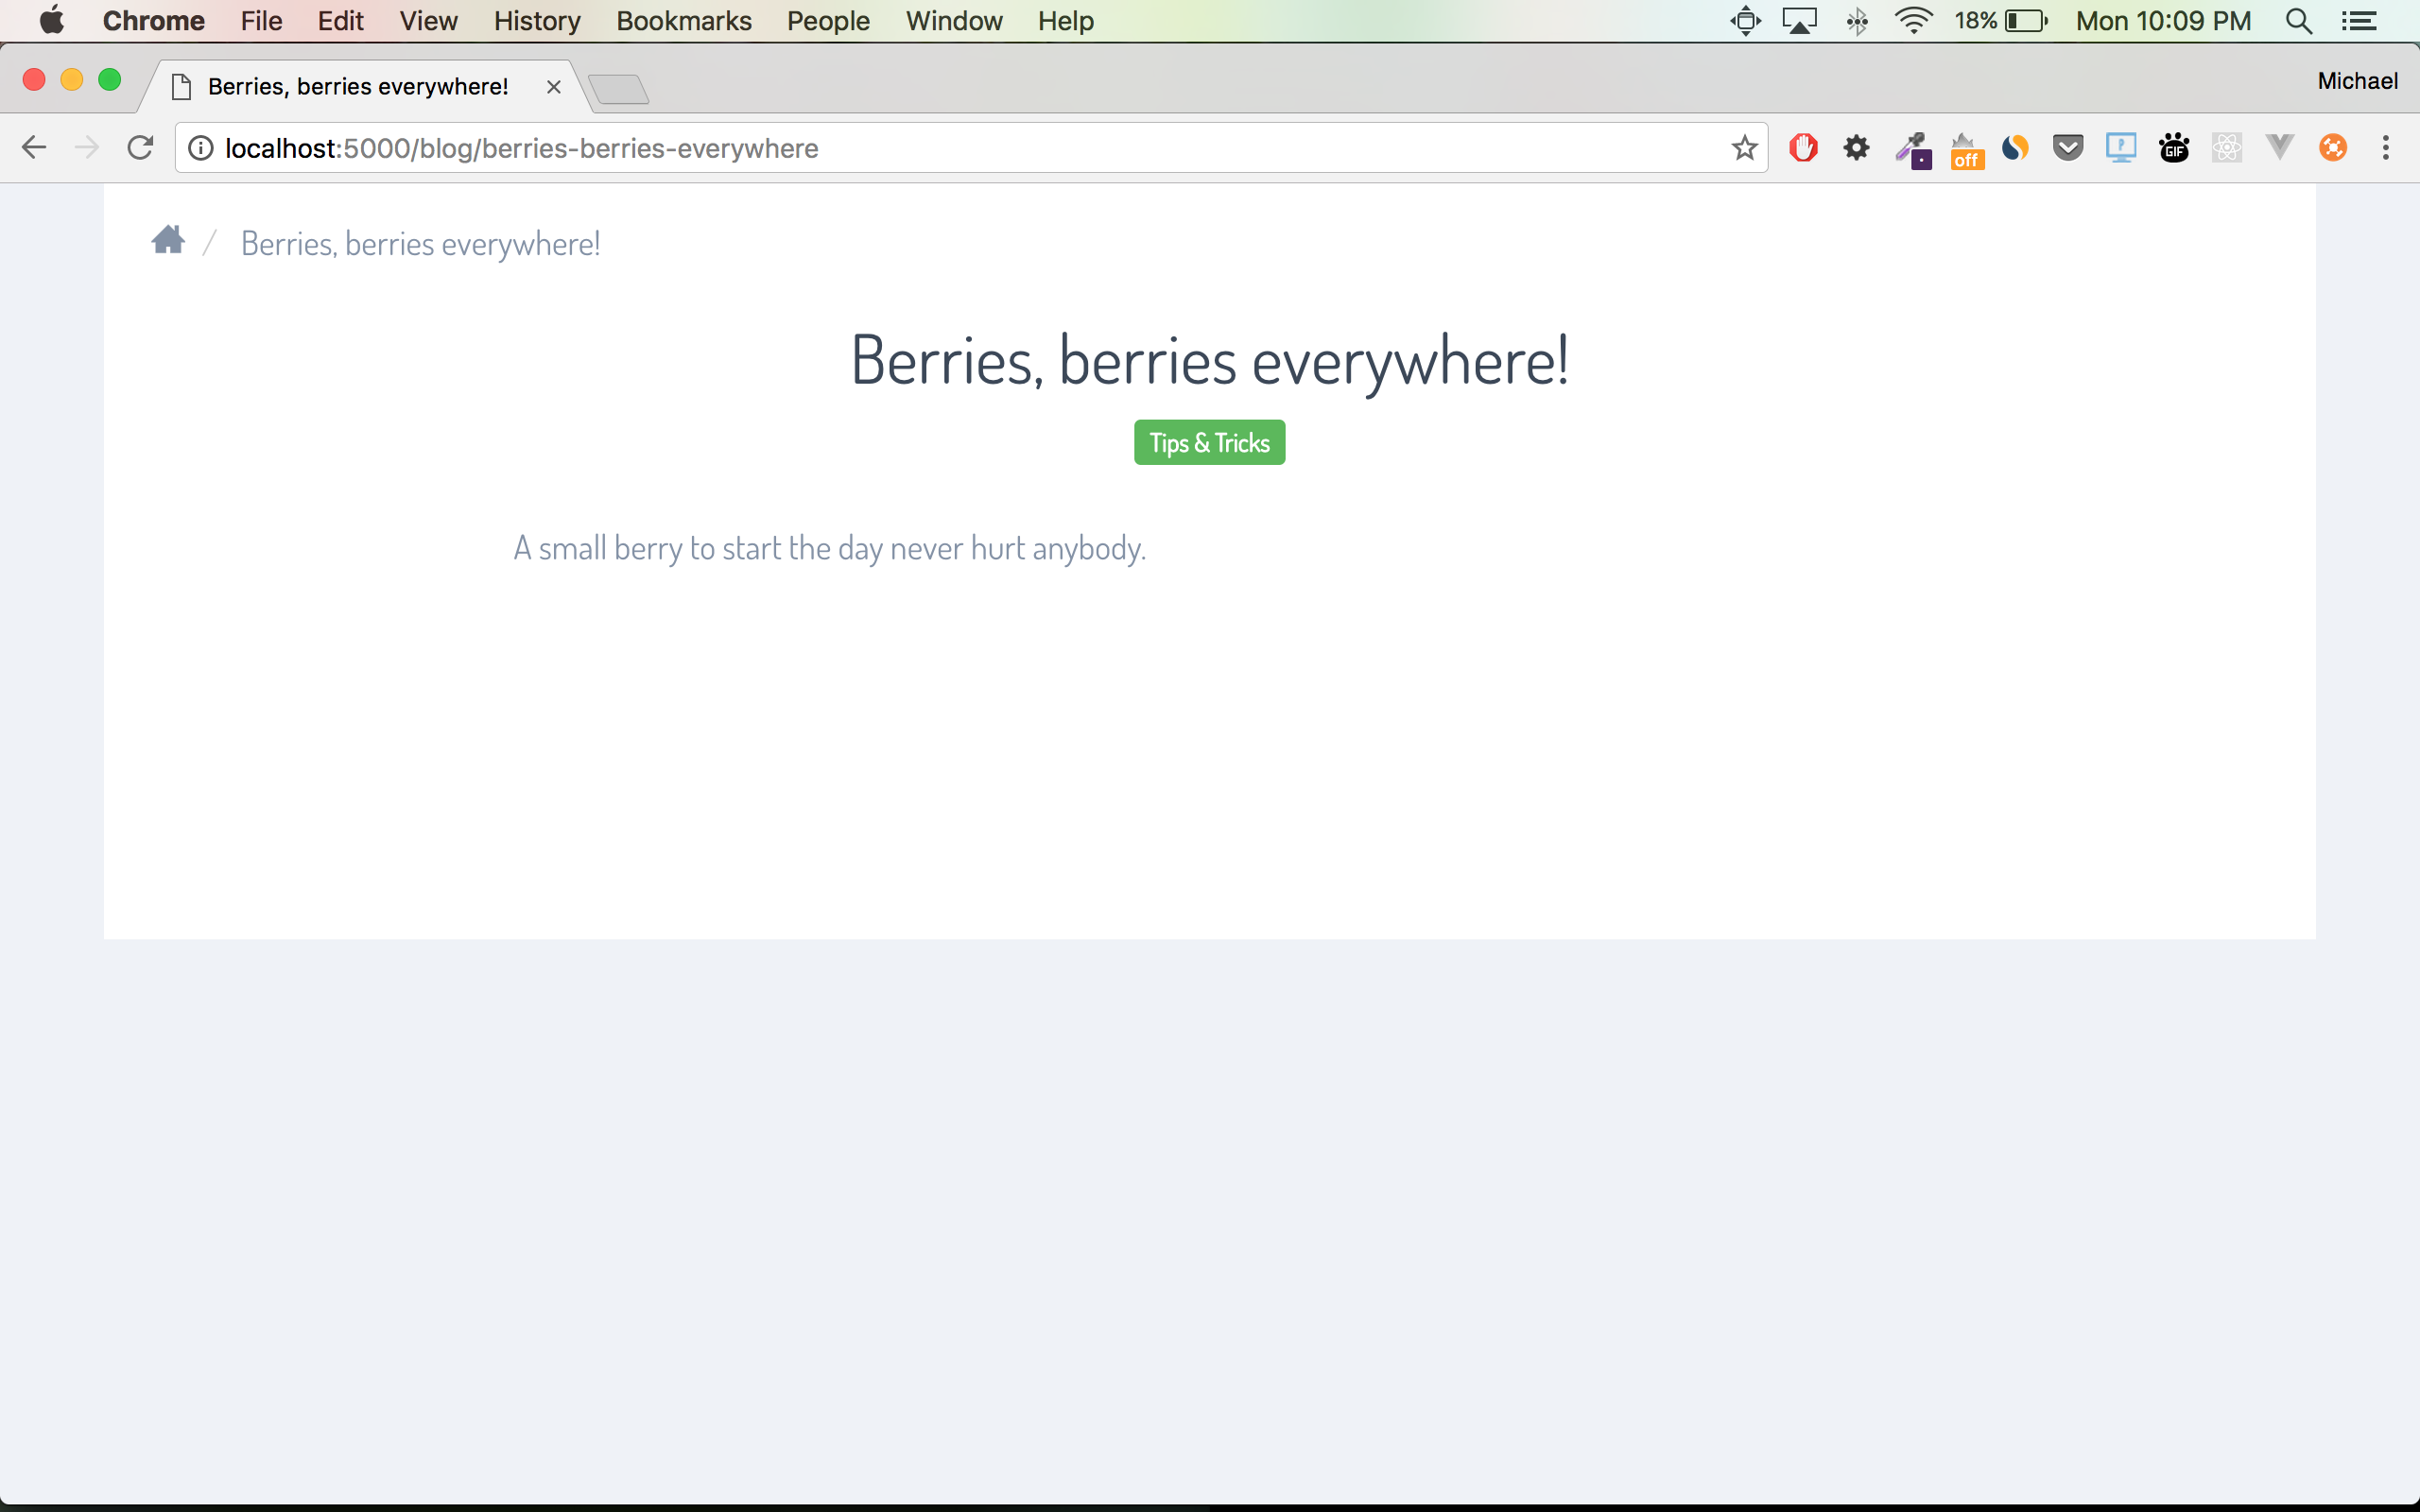 Chrome File Edit View History Bookmarks People Window Help 18% Mon 10:09 PM
Berries, berries everywhere! Michael
localhost:5000/blog/berries-berries-everywhere off P GIF
/ Berries, berries everywhere!
Berries, berries everywhere!
Tips & Tricks
A small berry to start the day never hurt anybody.